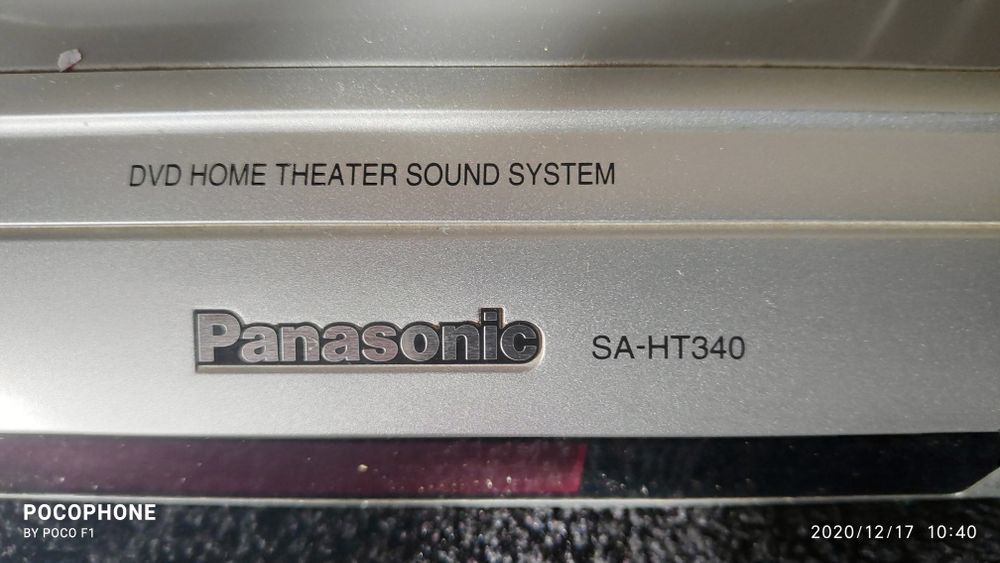 DVD HOME THEATER SOUND SYSTEM
Panasonic SA-HT340
POCOPHONE
BY POCO F1
2020/12/17 10:40